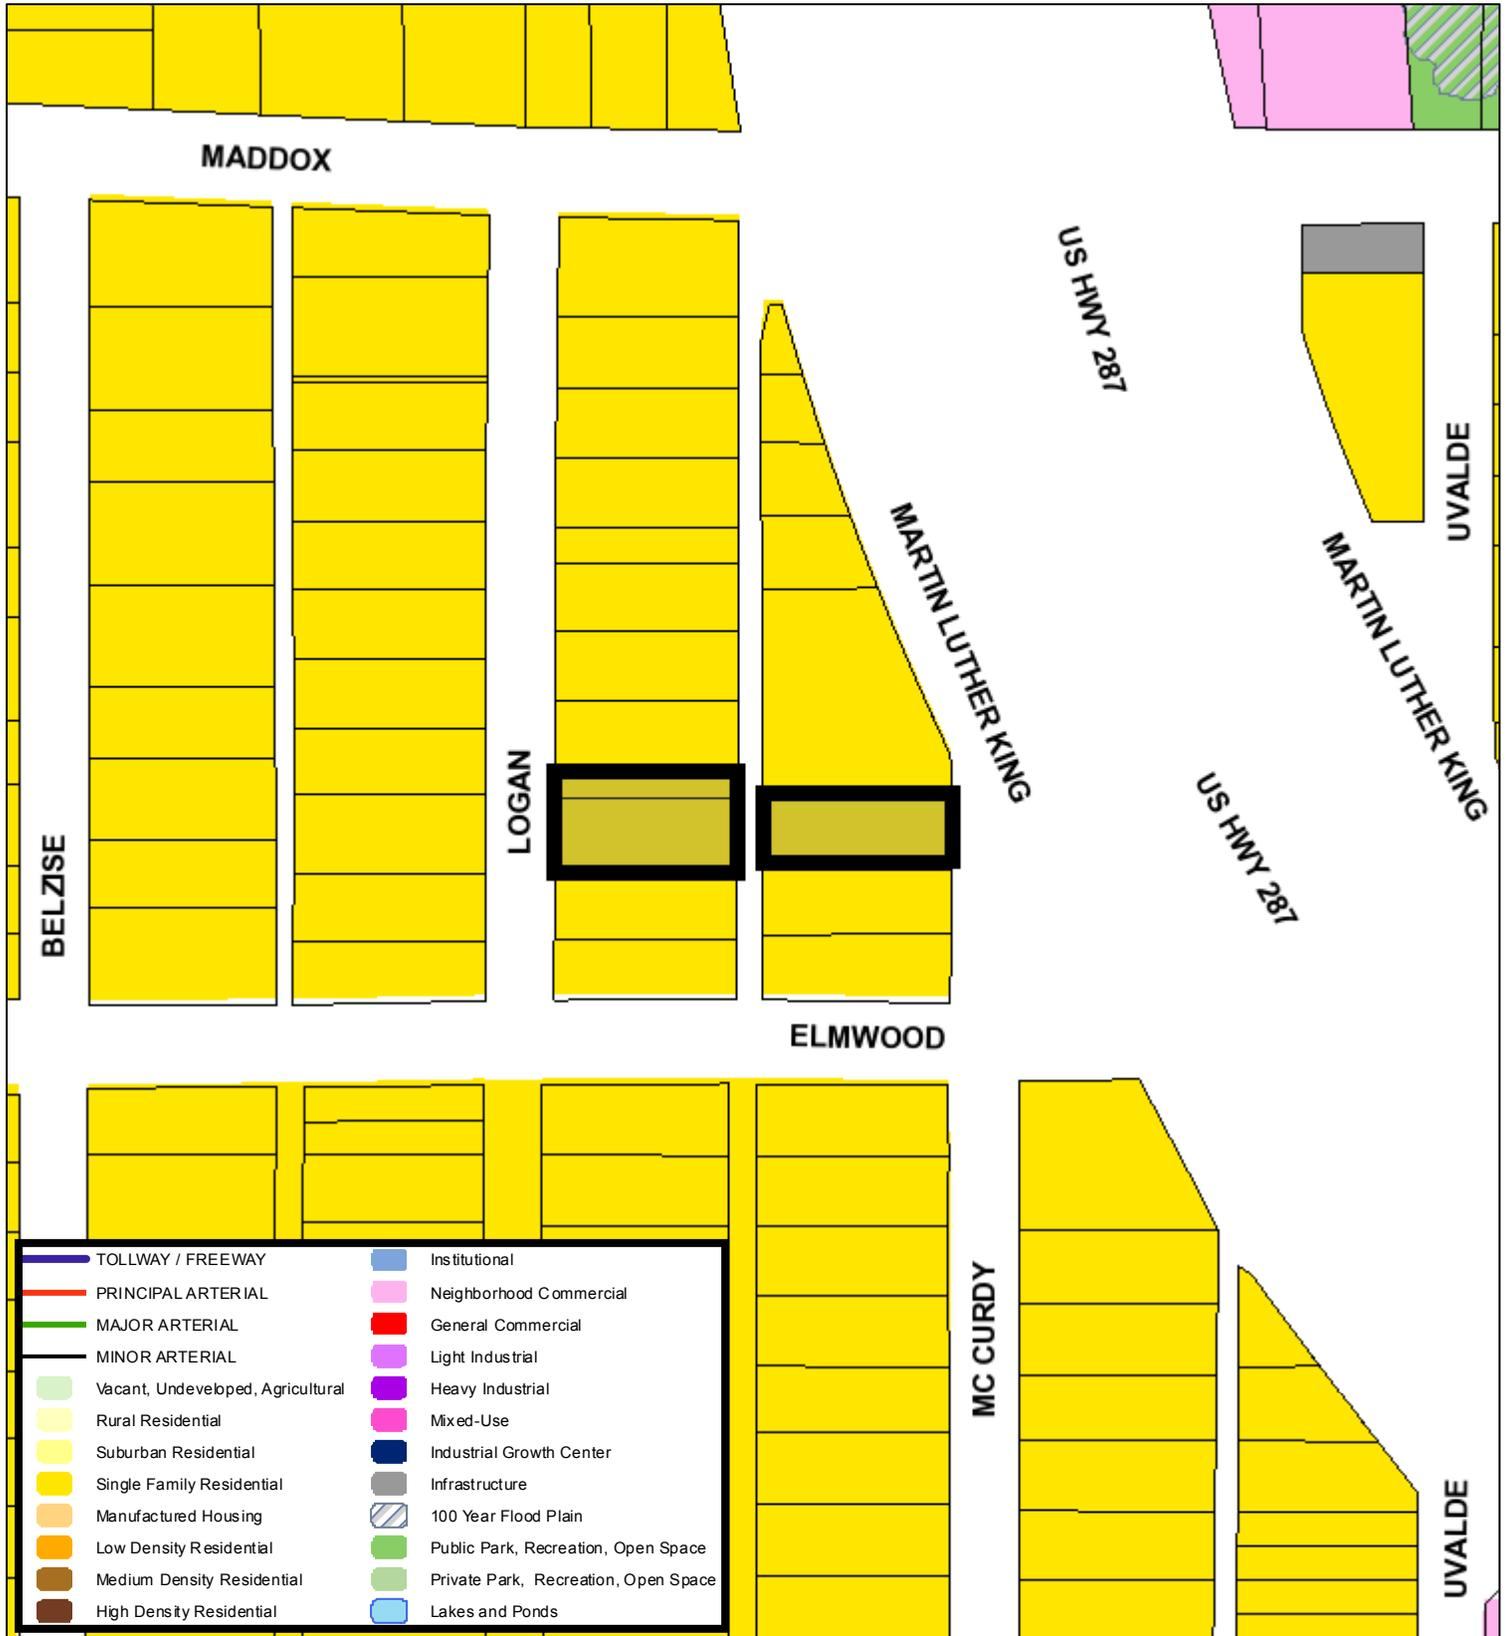 MADDOX
US HWY 287
UVALDE
MARTIN LUTHER KING
MARTIN LUTHER KING
LOGAN
US HWY 287
BELZISE
ELMWOOD
MC CURDY
UVALDE
TOLLWAY / FREEWAY
PRINCIPAL ARTERIAL
MAJOR ARTERIAL
MINOR ARTERIAL
Vacant, Undeveloped, Agricultural
Rural Residential
Suburban Residential
Single Family Residential
Manufactured Housing
Low Density Residential
Medium Density Residential
High Density Residential
Institutional
Neighborhood Commercial
General Commercial
Light Industrial
Heavy Industrial
Mixed-Use
Industrial Growth Center
Infrastructure
100 Year Flood Plain
Public Park, Recreation, Open Space
Private Park, Recreation, Open Space
Lakes and Ponds